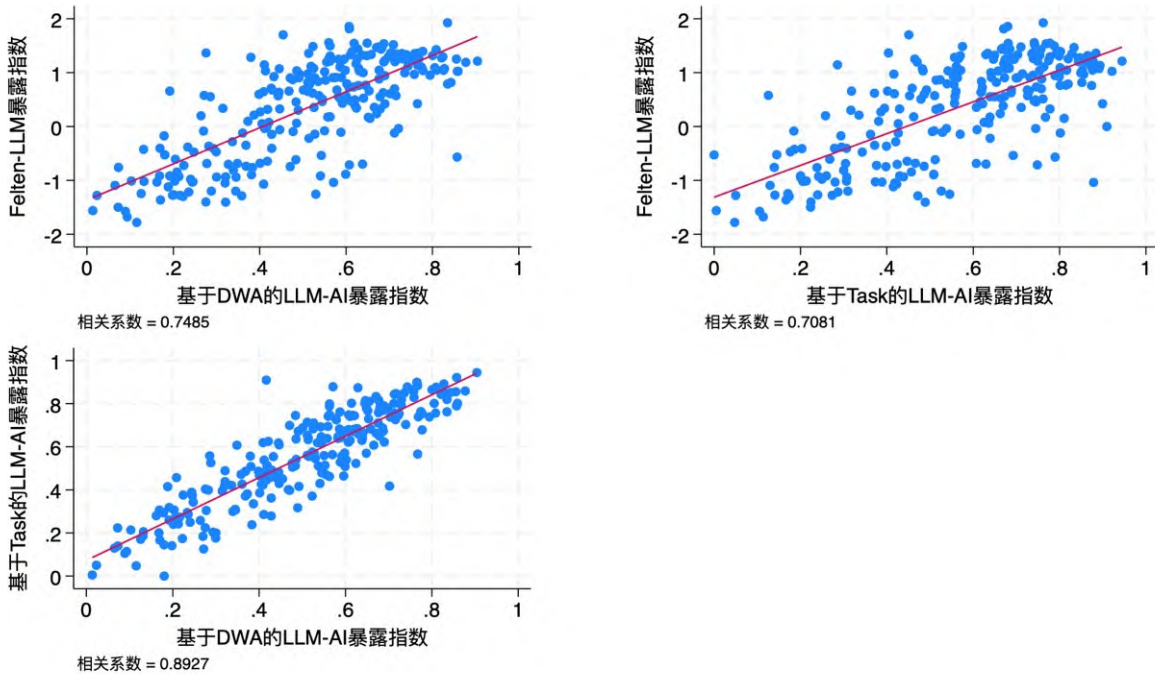 Felten-LLM暴露指数
2
1
0
-1
-2
0 .2 .4 .6 .8 1
基于DWA的LLM-AI暴露指数
相关系数 = 0.7485
Felten-LLM暴露指数
2
1
0
-1
-2
0 .2 .4 .6 .8 1
基于Task的LLM-AI暴露指数
相关系数 = 0.7081
基于Task的LLM-AI暴露指数
1
.8
.6
.4
.2
0
0 .2 .4 .6 .8 1
基于DWA的LLM-AI暴露指数
相关系数 = 0.8927